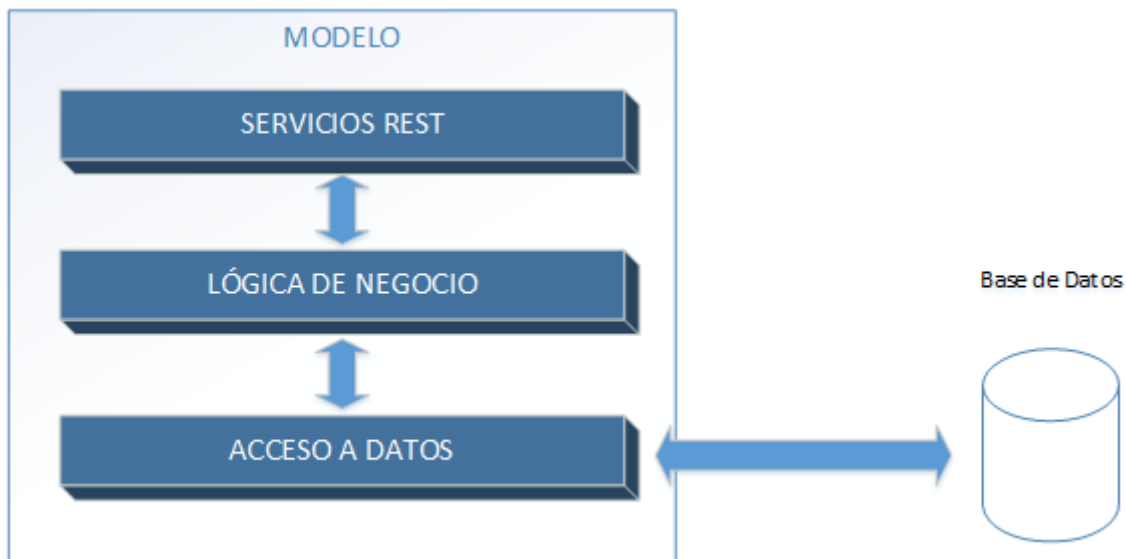 MODELO
SERVICIOS REST
LÓGICA DE NEGOCIO
Base de Datos
ACCESO A DATOS